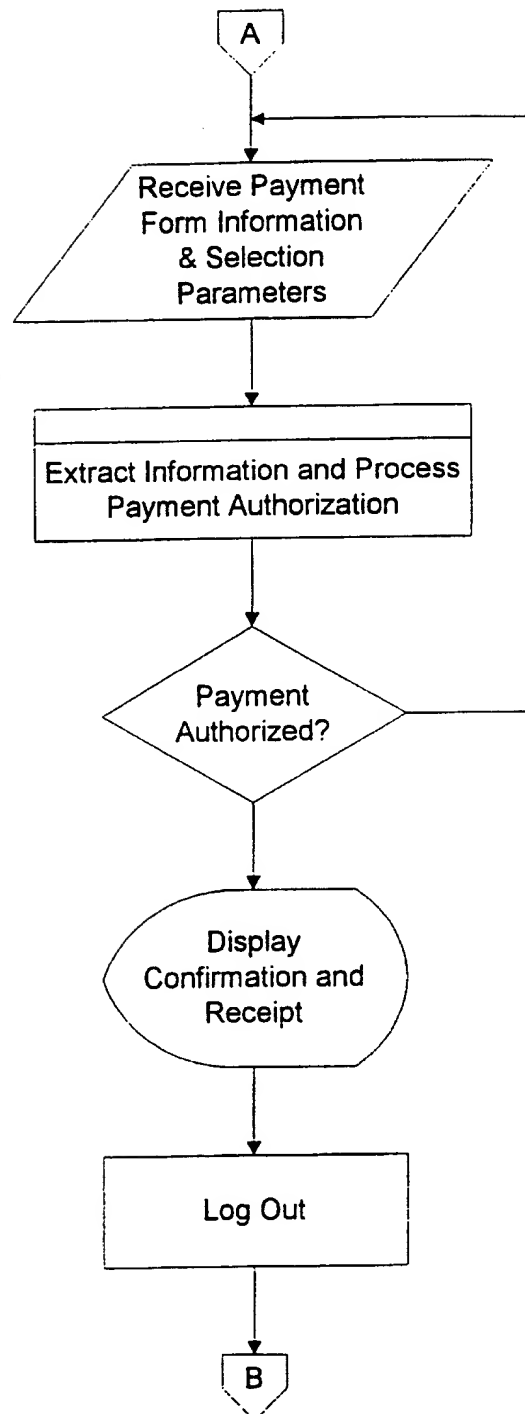 A
Receive Payment
Form Information
& Selection
Parameters
Extract Information and Process
Payment Authorization
Payment
Authorized?
Display
Confirmation and
Receipt
Log Out
B